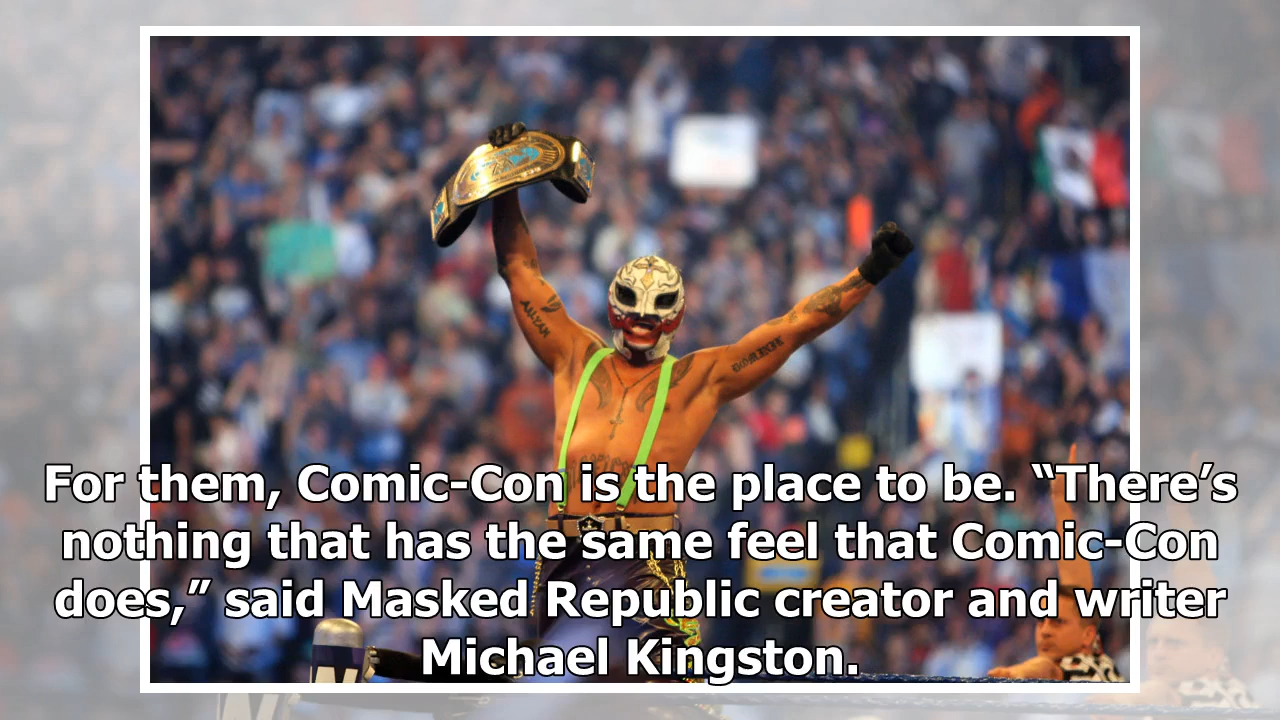 AALIYAH
For them, Comic-Con is the place to be. “There’s
nothing that has the same feel that Comic-Con
does,” said Masked Republic creator and writer
Michael Kingston.